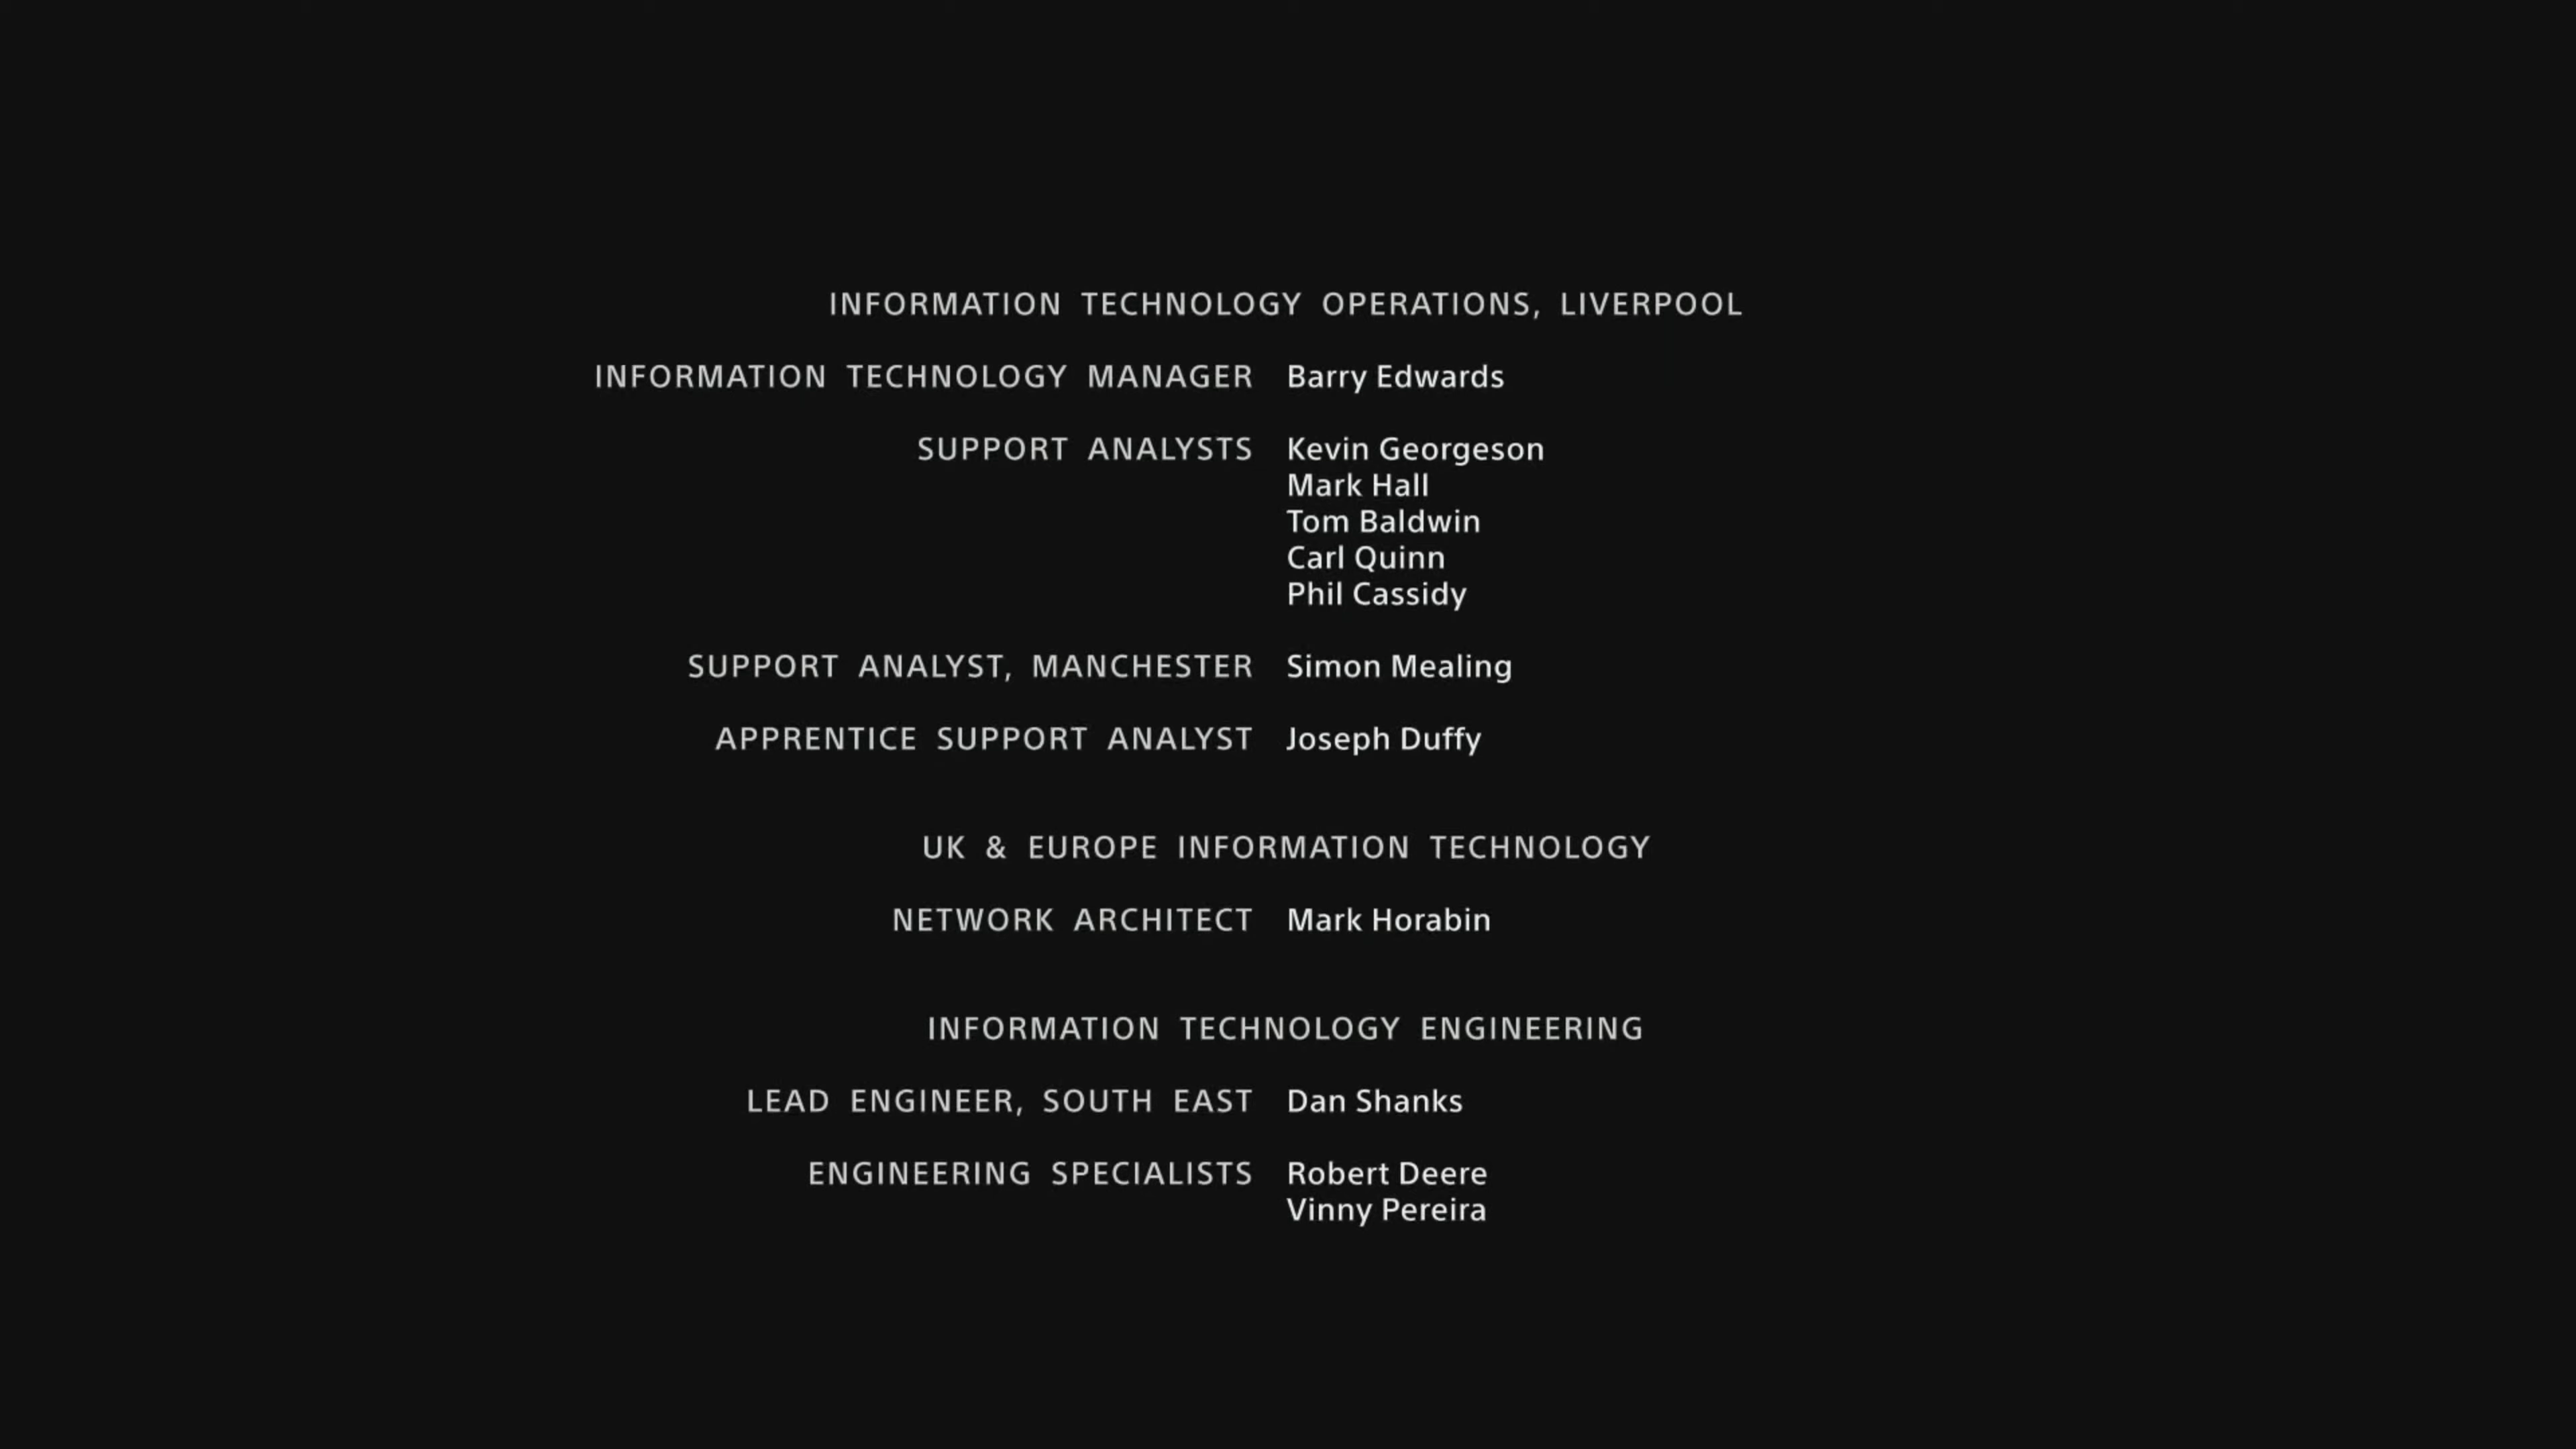 INFORMATION TECHNOLOGY OPERATIONS, LIVERPOOL
INFORMATION TECHNOLOGY MANAGER Barry Edwards
SUPPORT ANALYSTS Kevin Georgeson
Mark Hall
Tom Baldwin
Carl Quinn
Phil Cassidy
SUPPORT ANALYST, MANCHESTER Simon Mealing
APPRENTICE SUPPORT ANALYST Joseph Duffy
UK & EUROPE INFORMATION TECHNOLOGY
NETWORK ARCHITECT Mark Horabin
INFORMATION TECHNOLOGY ENGINEERING
LEAD ENGINEER, SOUTH EAST Dan Shanks
ENGINEERING SPECIALISTS Robert Deere
Vinny Pereira